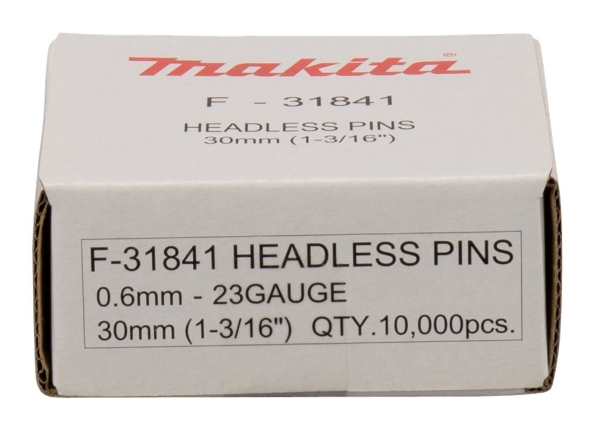 makita®
F - 31841
HEADLESS PINS
30mm (1-3/16")
F-31841 HEADLESS PINS
0.6mm - 23GAUGE
30mm (1-3/16") QTY.10,000pcs.